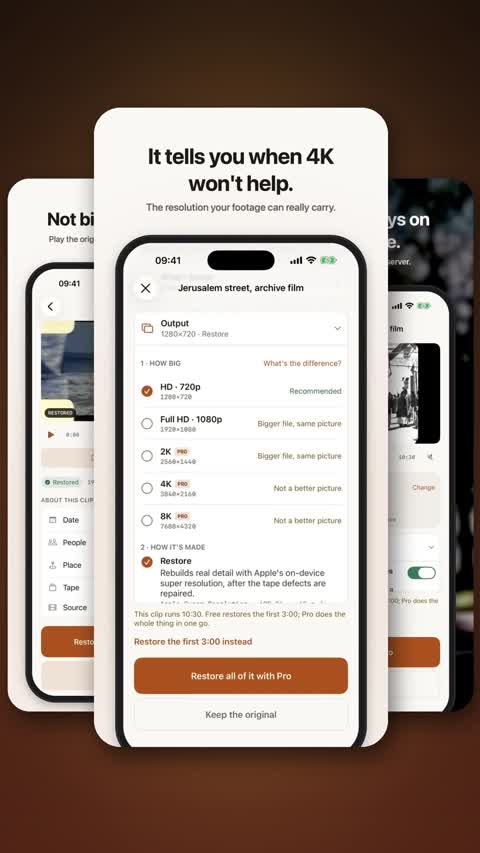 It tells you when 4K
won't help.
The resolution your footage can really carry.
09:41
Jerusalem street, archive film
Output
1280×720 · Restore
1 · HOW BIG
What's the difference?
HD · 720p
1280×720
Recommended
Full HD · 1080p
1920×1080
Bigger file, same picture
2K PRO
2560×1440
Bigger file, same picture
4K PRO
3840×2160
Not a better picture
8K PRO
7680×4320
Not a better picture
2 · HOW IT'S MADE
Restore
Rebuilds real detail with Apple's on-device
super resolution, after the tape defects are
repaired.
This clip runs 10:30. Free restores the first 3:00; Pro does the
whole thing in one go.
Restore the first 3:00 instead
Restore all of it with Pro
Keep the original
Not bi
Play the orig
09:41
RESTORED
0:00
Restored
ABOUT THIS CLIP
Date
People
Place
Tape
Source
Resto
ys on
e.
server.
film
10:30
Change
00; Pro does the
o